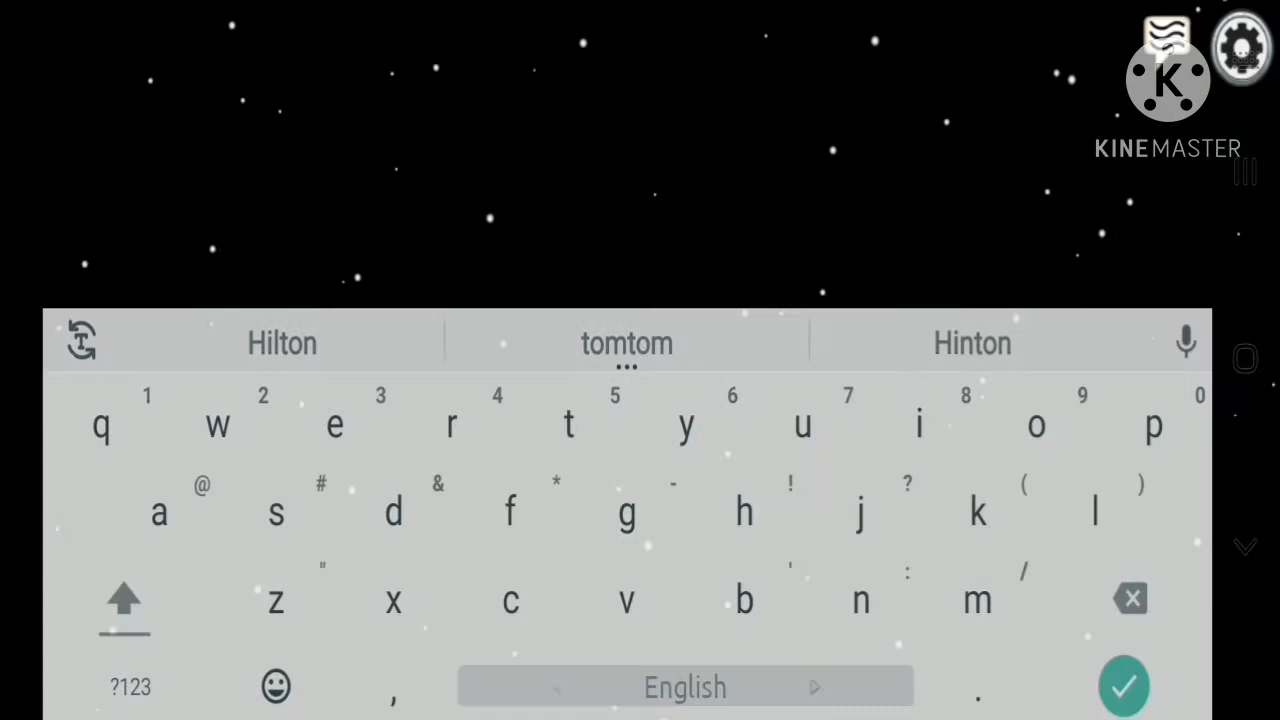 K
KINEMASTER
Hilton tomtom Hinton
1 2 3 4 5 6 7 8 9 0
q w e r t y u i o p
@ # & * - ! ? ( )
a s d f g h j k l
" ' : /
z x c v b n m
?123 , English .